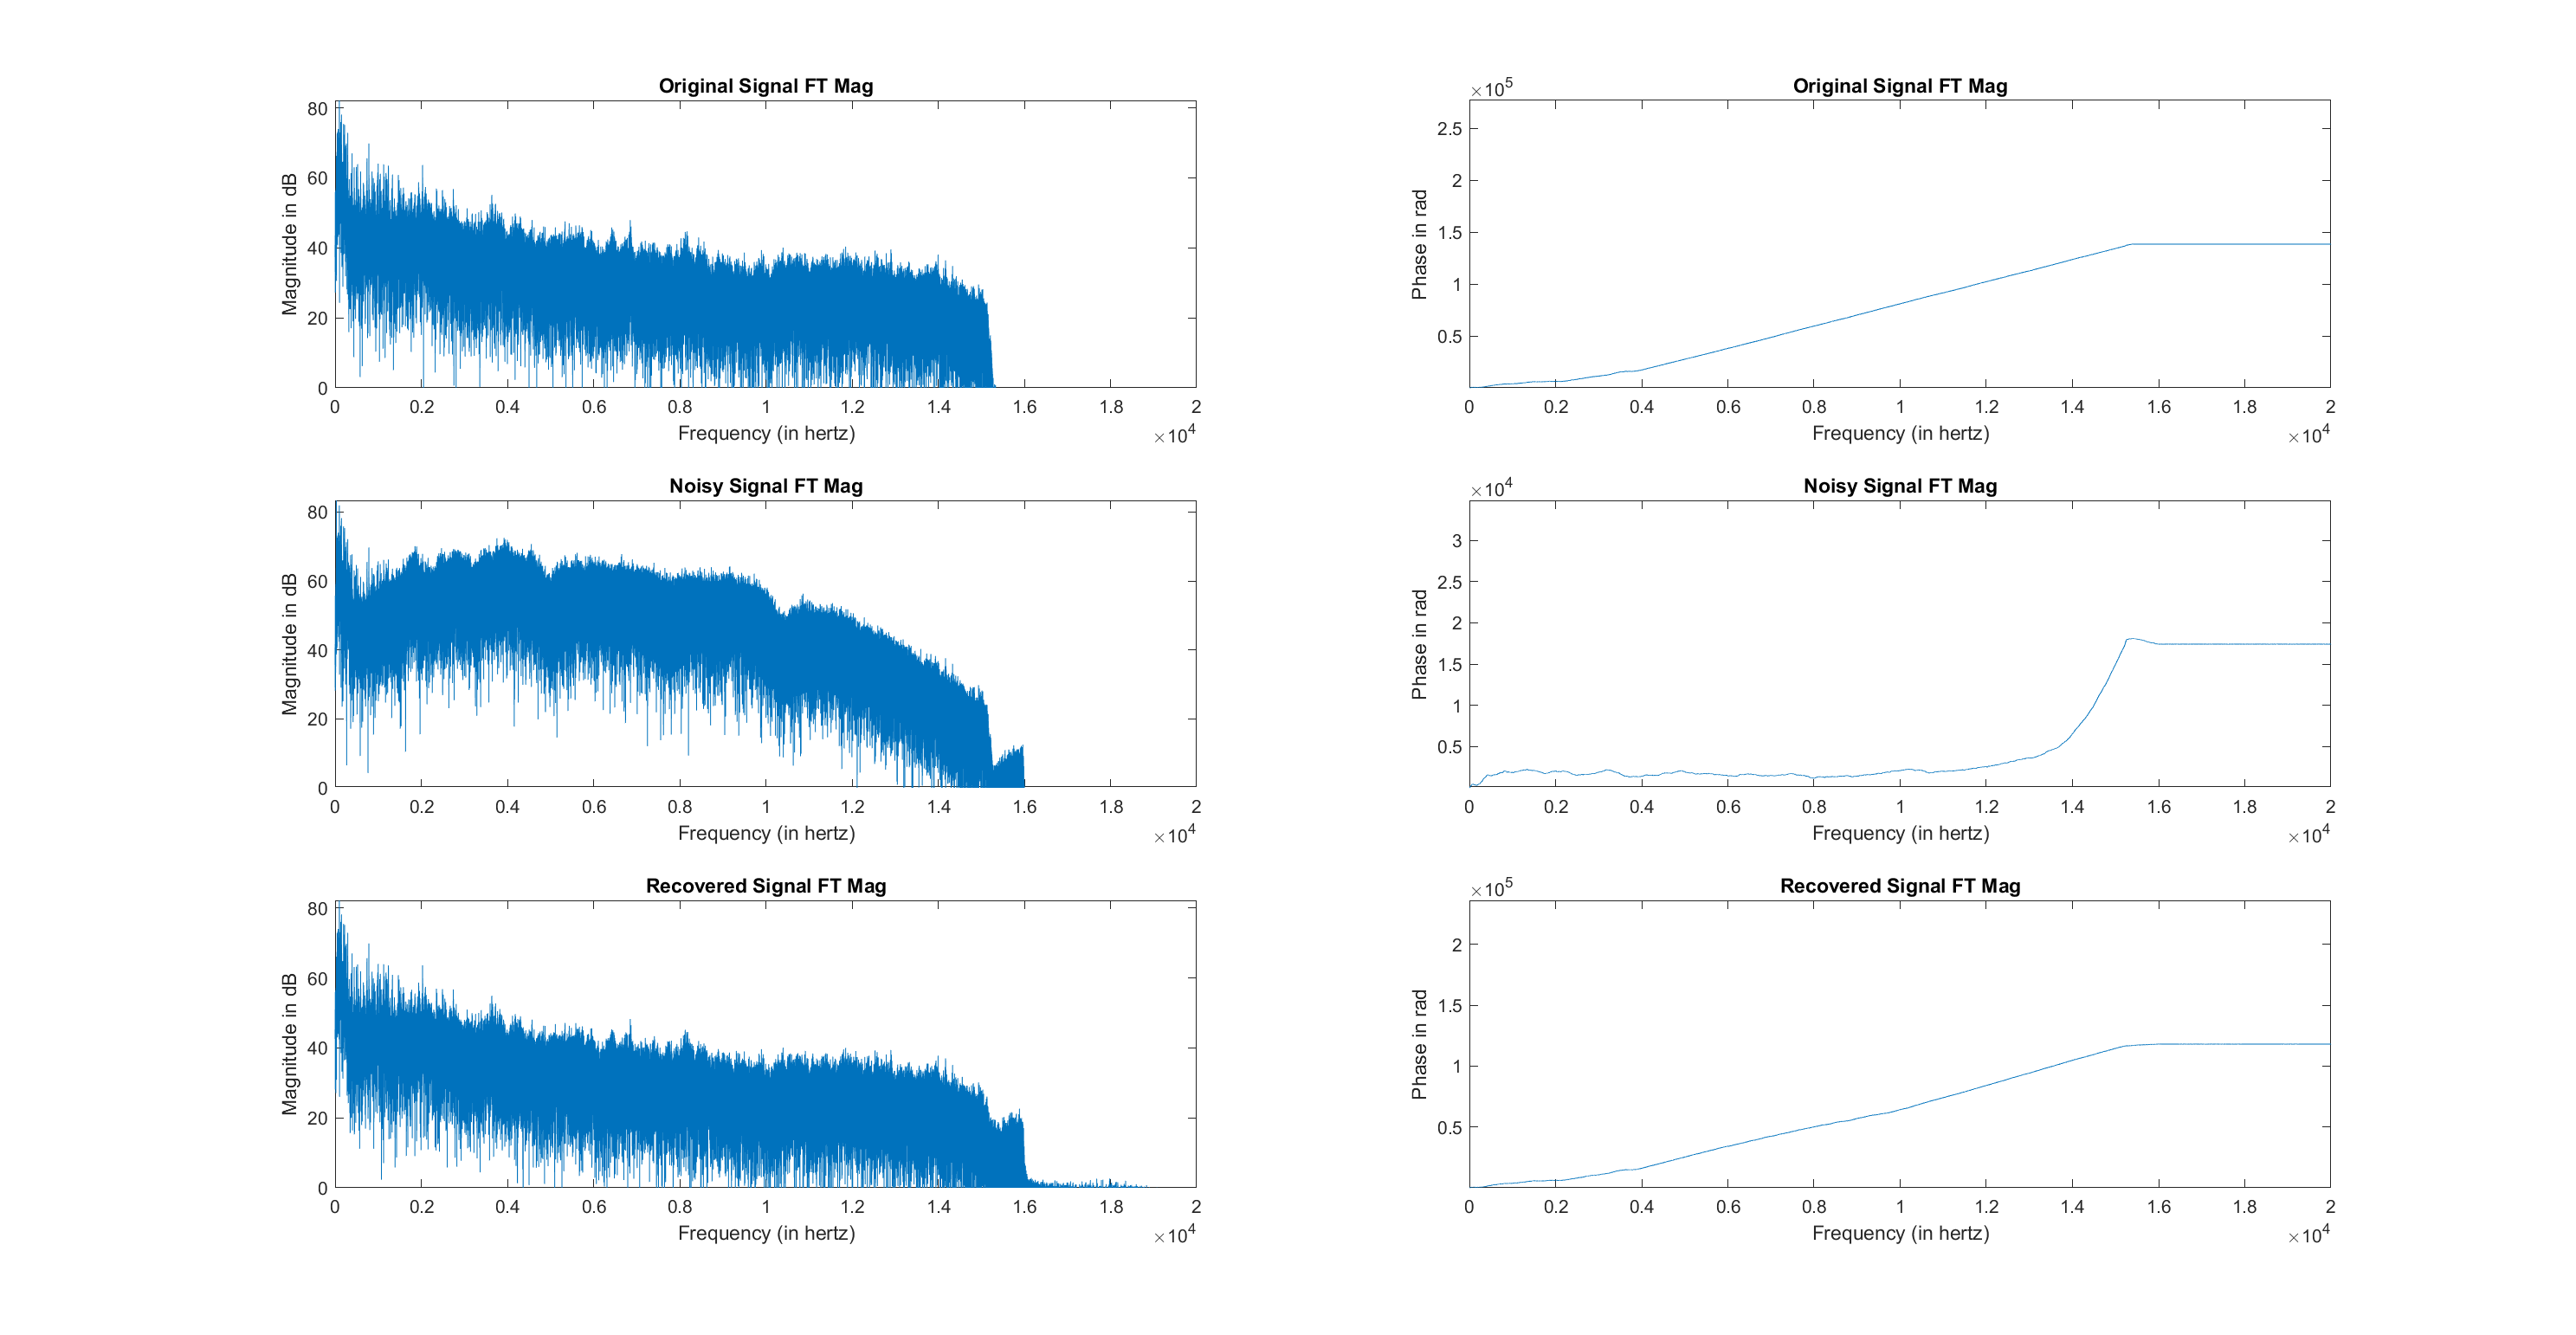 Original Signal FT Mag
Magnitude in dB
80
60
40
20
0
0 0.2 0.4 0.6 0.8 1 1.2 1.4 1.6 1.8 2
Frequency (in hertz)
×10^4
Original Signal FT Mag
×10^5
Phase in rad
2.5
2
1.5
1
0.5
0 0.2 0.4 0.6 0.8 1 1.2 1.4 1.6 1.8 2
Frequency (in hertz)
×10^4
Noisy Signal FT Mag
Magnitude in dB
80
60
40
20
0
0 0.2 0.4 0.6 0.8 1 1.2 1.4 1.6 1.8 2
Frequency (in hertz)
×10^4
Noisy Signal FT Mag
×10^4
Phase in rad
3
2.5
2
1.5
1
0.5
0 0.2 0.4 0.6 0.8 1 1.2 1.4 1.6 1.8 2
Frequency (in hertz)
×10^4
Recovered Signal FT Mag
Magnitude in dB
80
60
40
20
0
0 0.2 0.4 0.6 0.8 1 1.2 1.4 1.6 1.8 2
Frequency (in hertz)
×10^4
Recovered Signal FT Mag
×10^5
Phase in rad
2
1.5
1
0.5
0 0.2 0.4 0.6 0.8 1 1.2 1.4 1.6 1.8 2
Frequency (in hertz)
×10^4